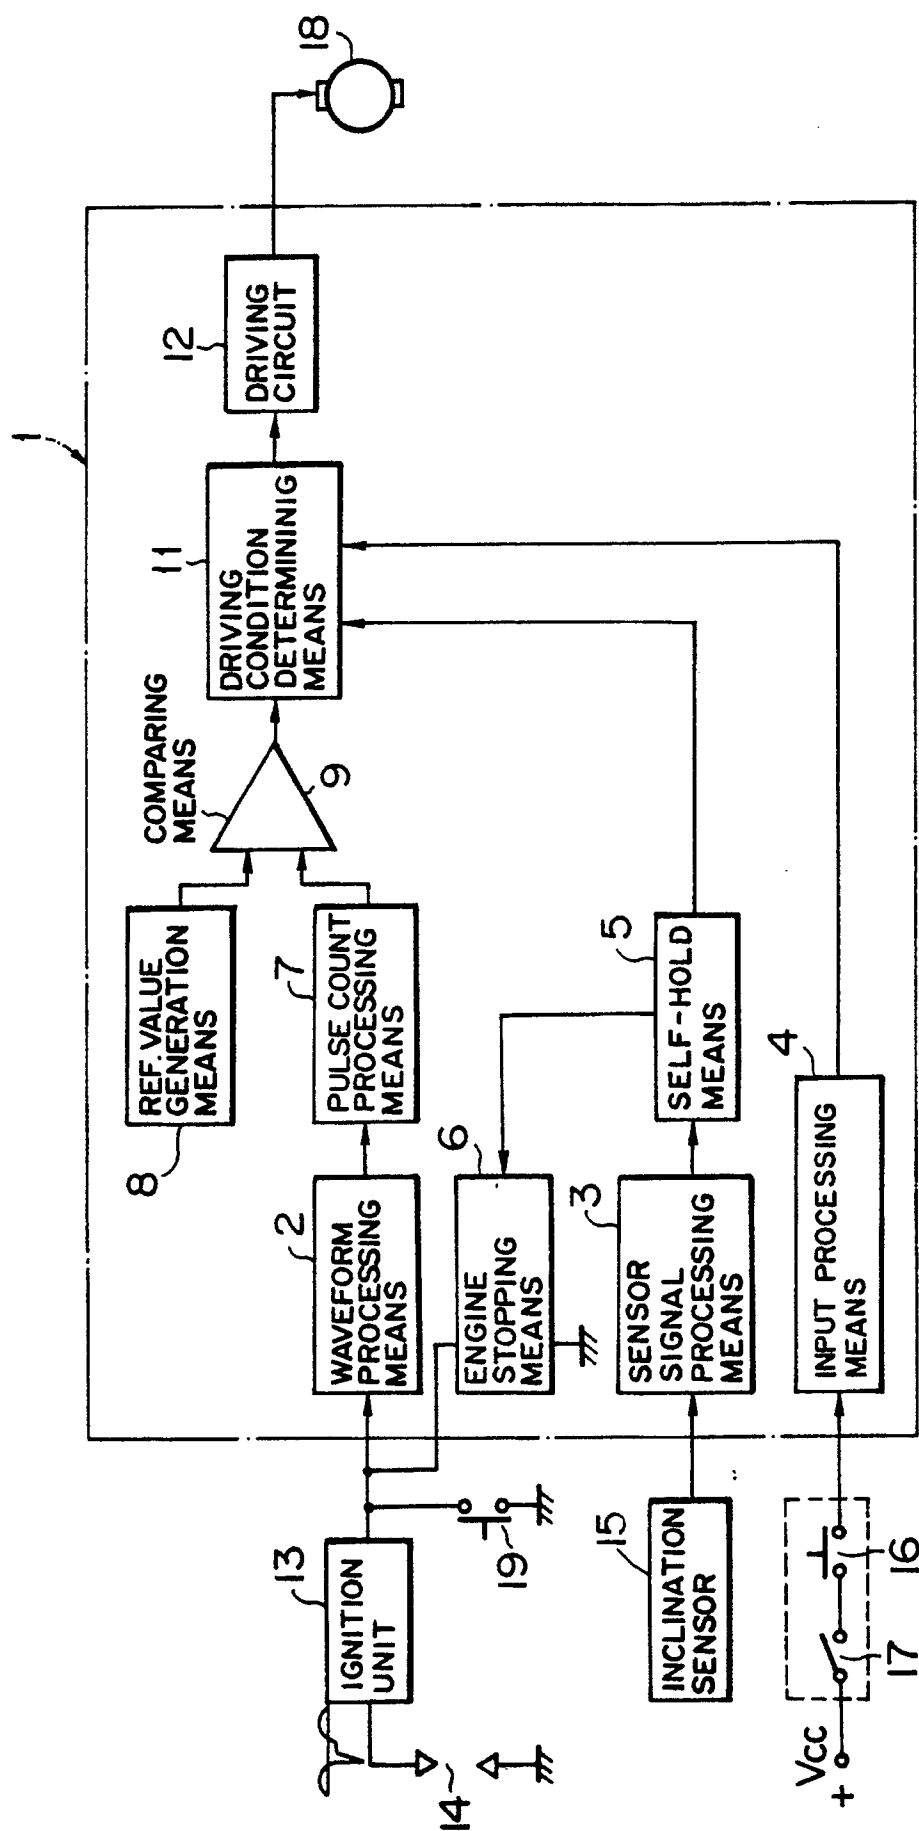 1
18
12
DRIVING
CIRCUIT
11
DRIVING
CONDITION
DETERMININIG
MEANS
COMPARING
MEANS
9
8
REF. VALUE
GENERATION
MEANS
7
PULSE COUNT
PROCESSING
MEANS
2
WAVEFORM
PROCESSING
MEANS
6
ENGINE
STOPPING
MEANS
5
SELF-HOLD
MEANS
3
SENSOR
SIGNAL
PROCESSING
MEANS
4
INPUT PROCESSING
MEANS
13
IGNITION
UNIT
14
19
15
INCLINATION
SENSOR
16
17
Vcc
+